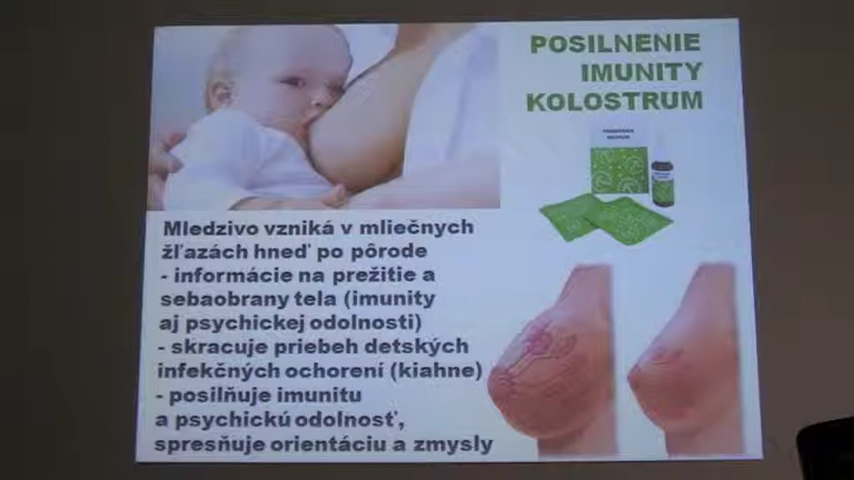 POSILNENIE
IMUNITY
KOLOSTRUM
Mledzivo vzniká v mliečnych
žľazách hneď po pôrode
- informácie na prežitie a
sebaobrany tela (imunity
aj psychickej odolnosti)
- skracuje priebeh detských
infekčných ochorení (kiahne)
- posilňuje imunitu
a psychickú odolnosť,
spresňuje orientáciu a zmysly